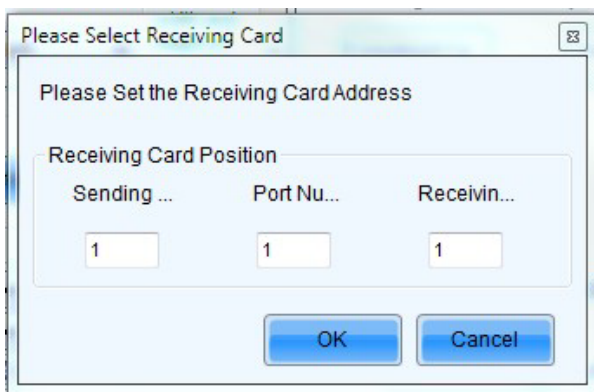 Please Select Receiving Card
Please Set the Receiving Card Address
Receiving Card Position
Sending ... Port Nu... Receivin...
1 1 1
OK Cancel